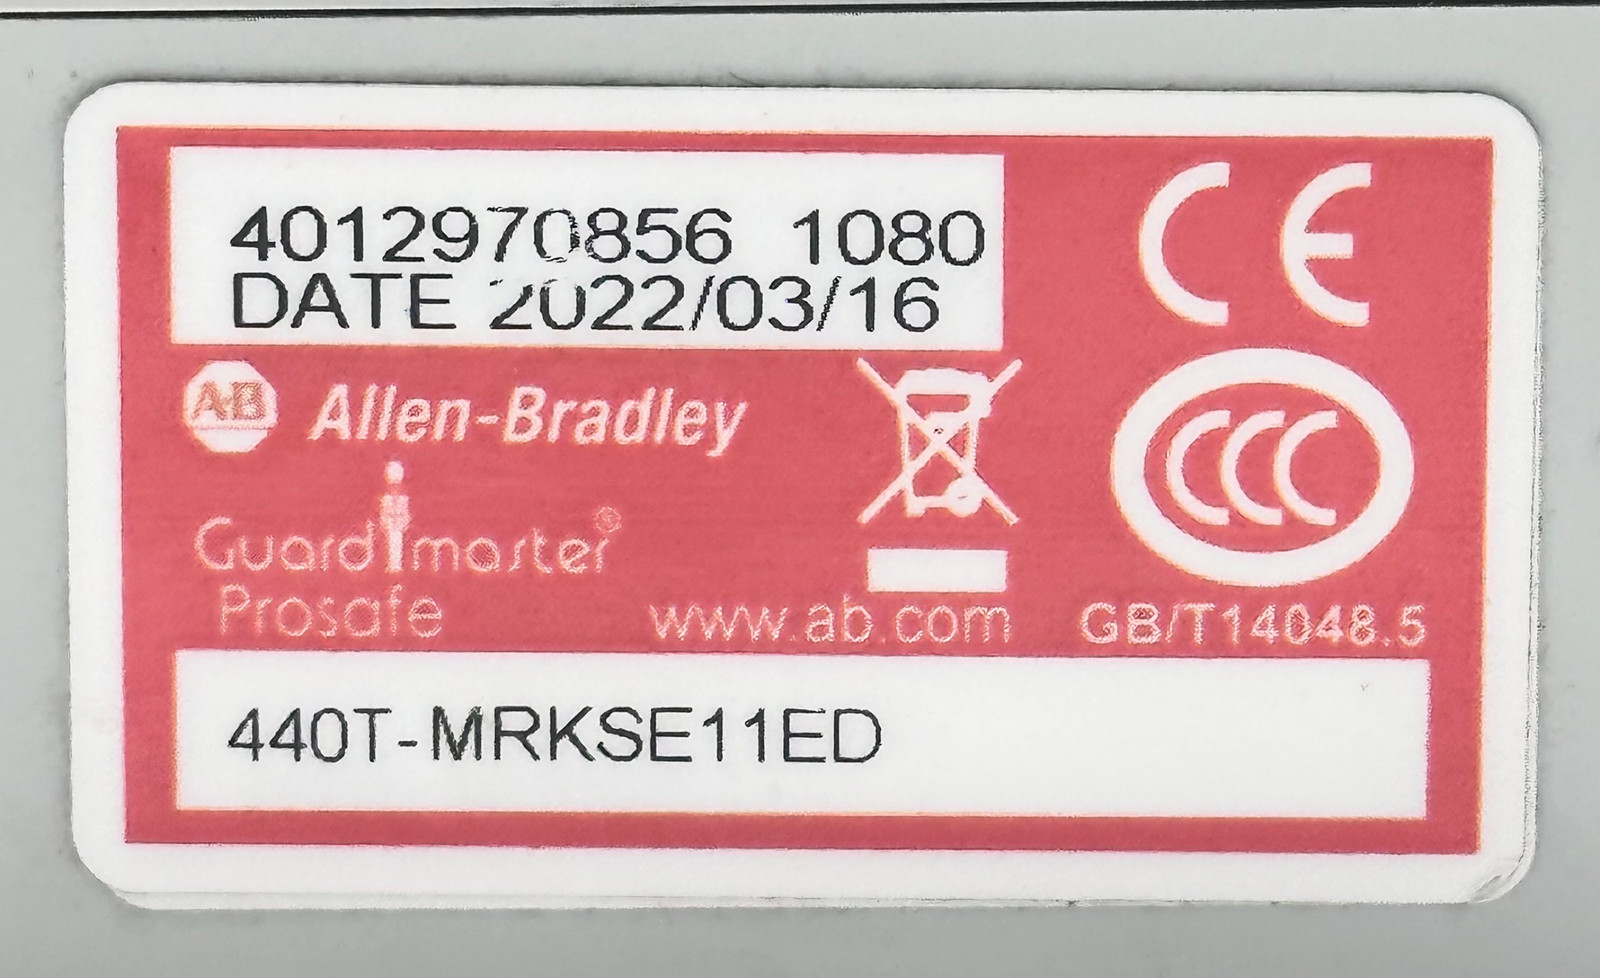 4012970856 1080
DATE 2022/03/16
CE
AB Allen-Bradley
CCC
Guardmaster®
Prosafe
www.ab.com
GB/T14048.5
440T-MRKSE11ED